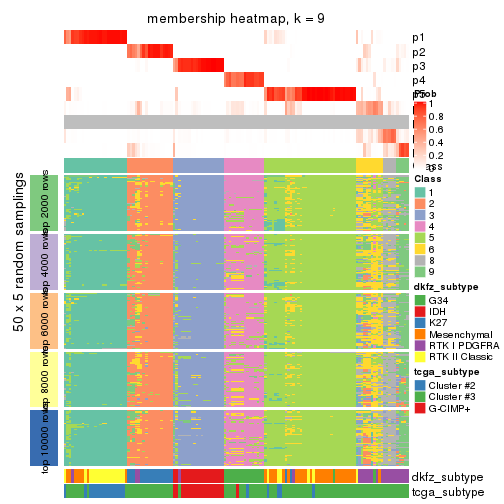 membership heatmap, k = 9
p1
p2
p3
p4
Prob
1
0.8
0.6
0.4
0.2
0
Class
1
2
3
4
5
6
8
9
dkfz_subtype
G34
IDH
K27
Mesenchymal
RTK I PDGFRA
RTK II Classic
tcga_subtype
Cluster #2
Cluster #3
G-CIMP+
50 x 5 random samplings
top 2000 rows
top 4000 rows
top 6000 rows
top 8000 rows
top 10000 rows
dkfz_subtype
tcga_subtype